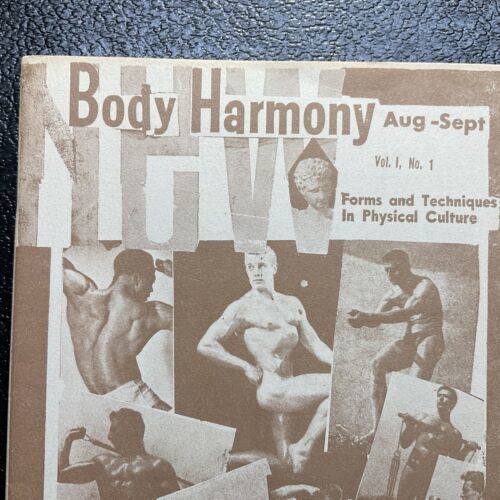 NEW
Body Harmony Aug-Sept
Vol. I, No. 1
Forms and Techniques
In Physical Culture